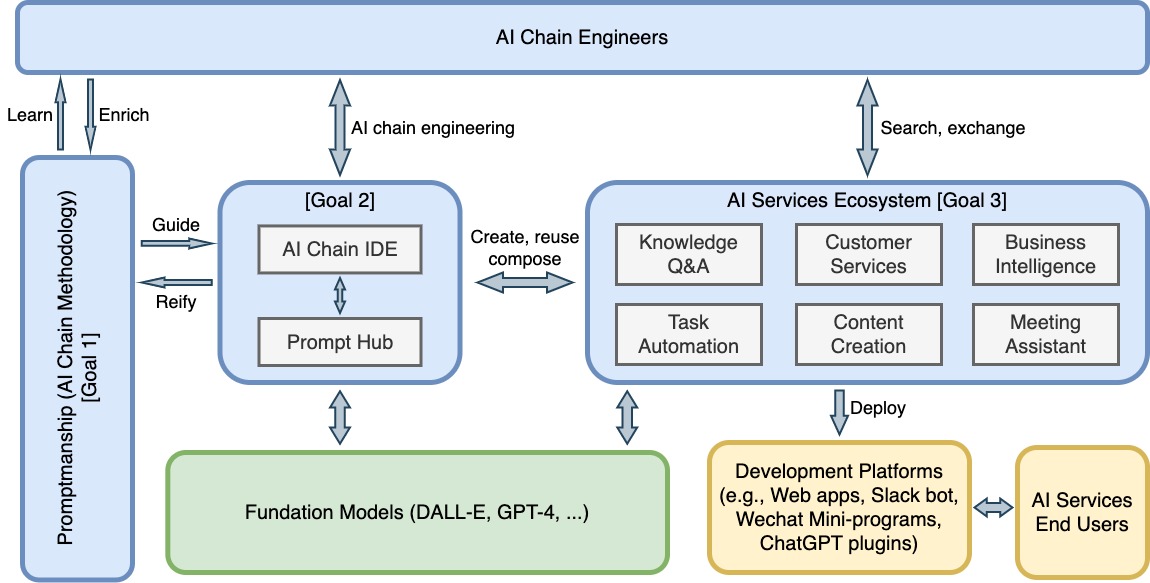 AI Chain Engineers
Learn
Enrich
AI chain engineering
Search, exchange
Promptmanship (AI Chain Methodology)
[Goal 1]
Guide
Reify
[Goal 2]
AI Chain IDE
Prompt Hub
Create, reuse
compose
AI Services Ecosystem [Goal 3]
Knowledge
Q&A
Customer
Services
Business
Intelligence
Task
Automation
Content
Creation
Meeting
Assistant
Deploy
Fundation Models (DALL-E, GPT-4, ...)
Development Platforms
(e.g., Web apps, Slack bot,
Wechat Mini-programs,
ChatGPT plugins)
AI Services
End Users